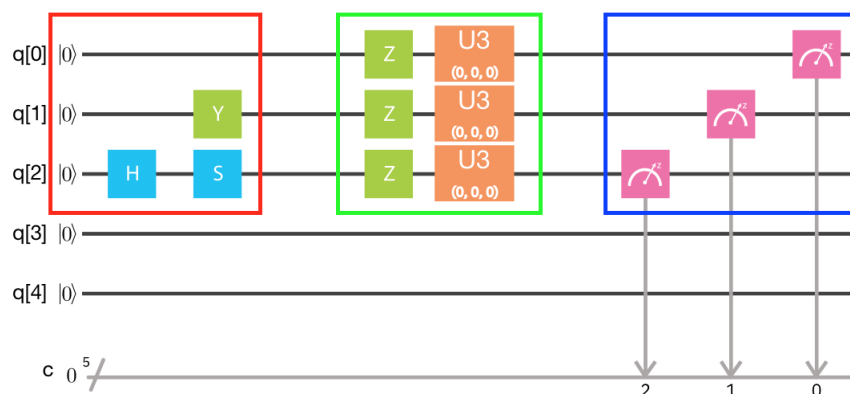 q[0] |0⟩ Z U3 (0, 0, 0) z
q[1] |0⟩ Y Z U3 (0, 0, 0) z
q[2] |0⟩ H S Z U3 (0, 0, 0) z
q[3] |0⟩
q[4] |0⟩
c 0 5
2 1 0